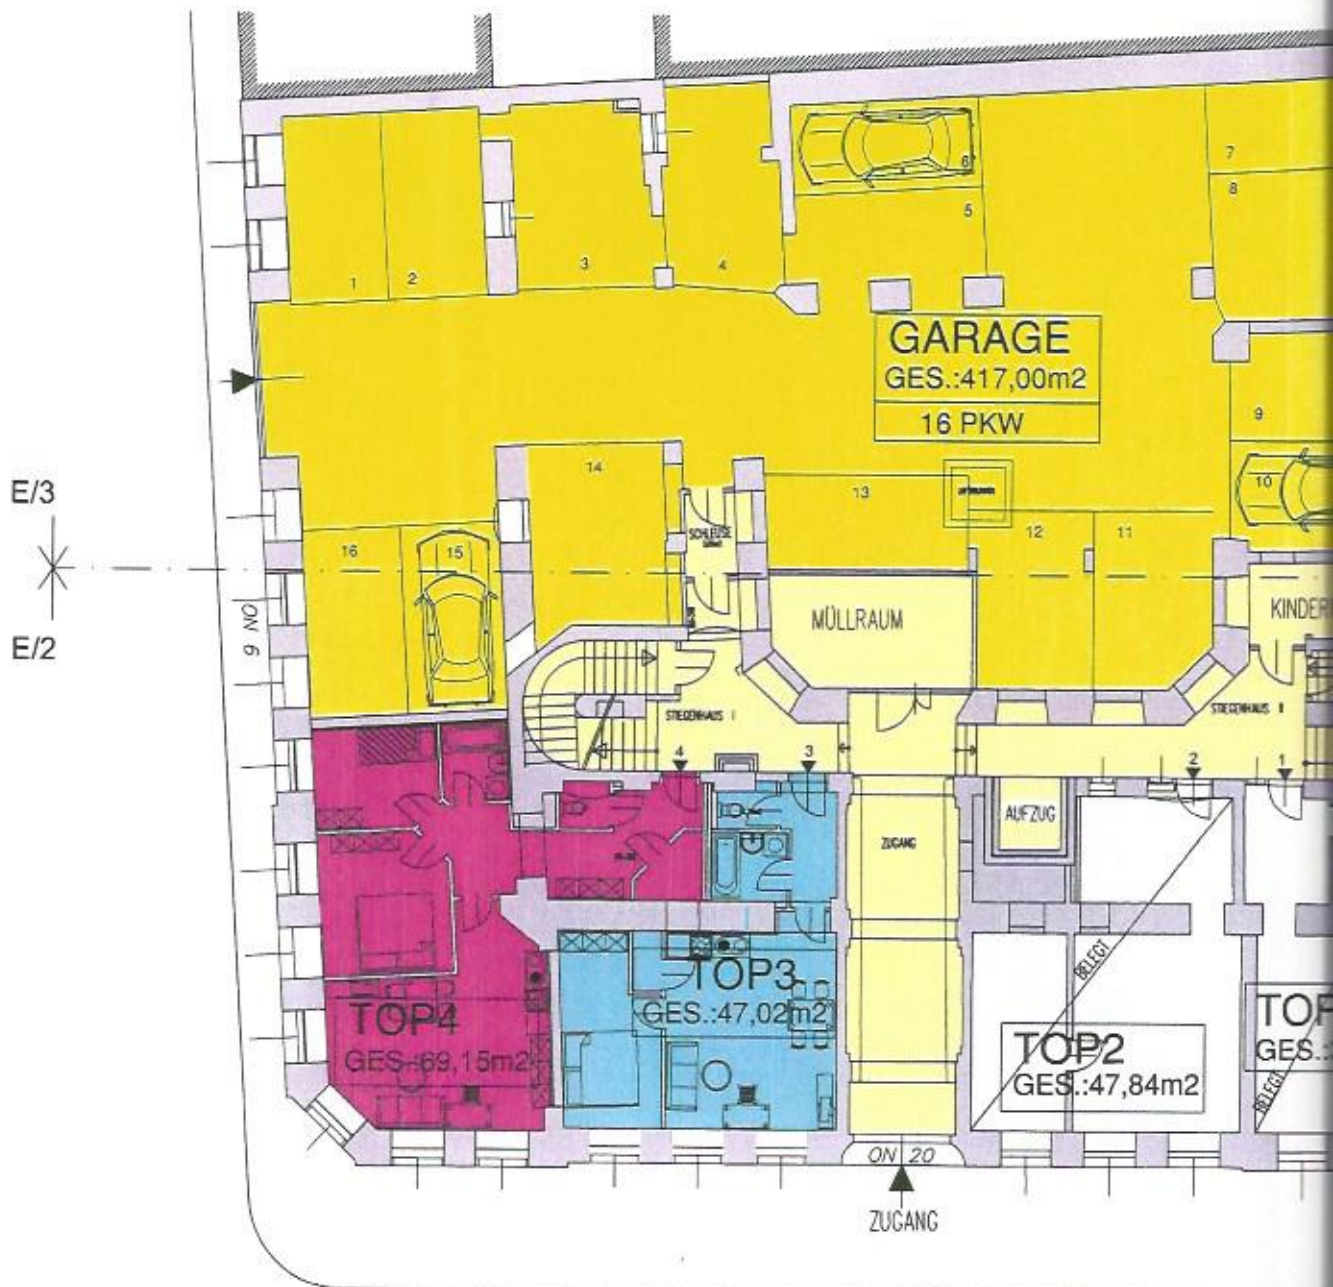 7
6
8
5
1
2
3
4
GARAGE
GES.:417,00m2
16 PKW
9
E/3
14
13
10
SCHLEUSE
12
11
16
15
ON 6
MÜLLRAUM
KINDER
E/2
STIEGENHAUS I
STIEGENHAUS II
4
3
2
1
AUFZUG
ZUGANG
BELEGT
TOP3
GES.:47,02m2
TOP4
GES.:69,15m2
TOP2
GES.:47,84m2
TOP
GES.:
BELEGT
ON 20
ZUGANG